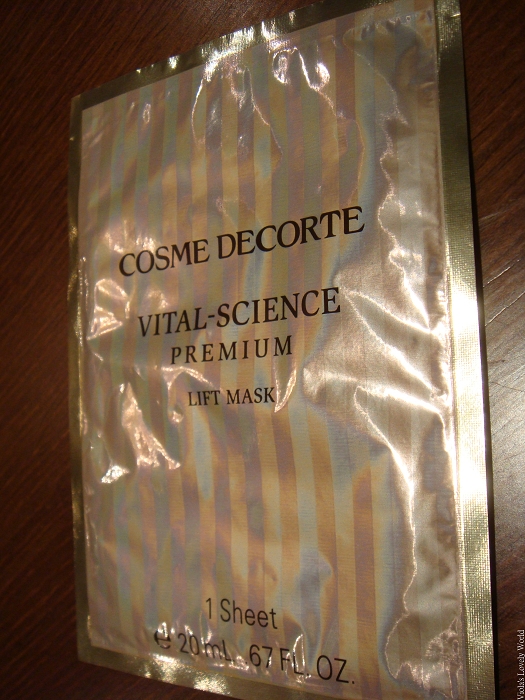 COSME DECORTE
VITAL-SCIENCE
PREMIUM
LIFT MASK
1 Sheet
℮ 20 mL .67 FL. OZ.